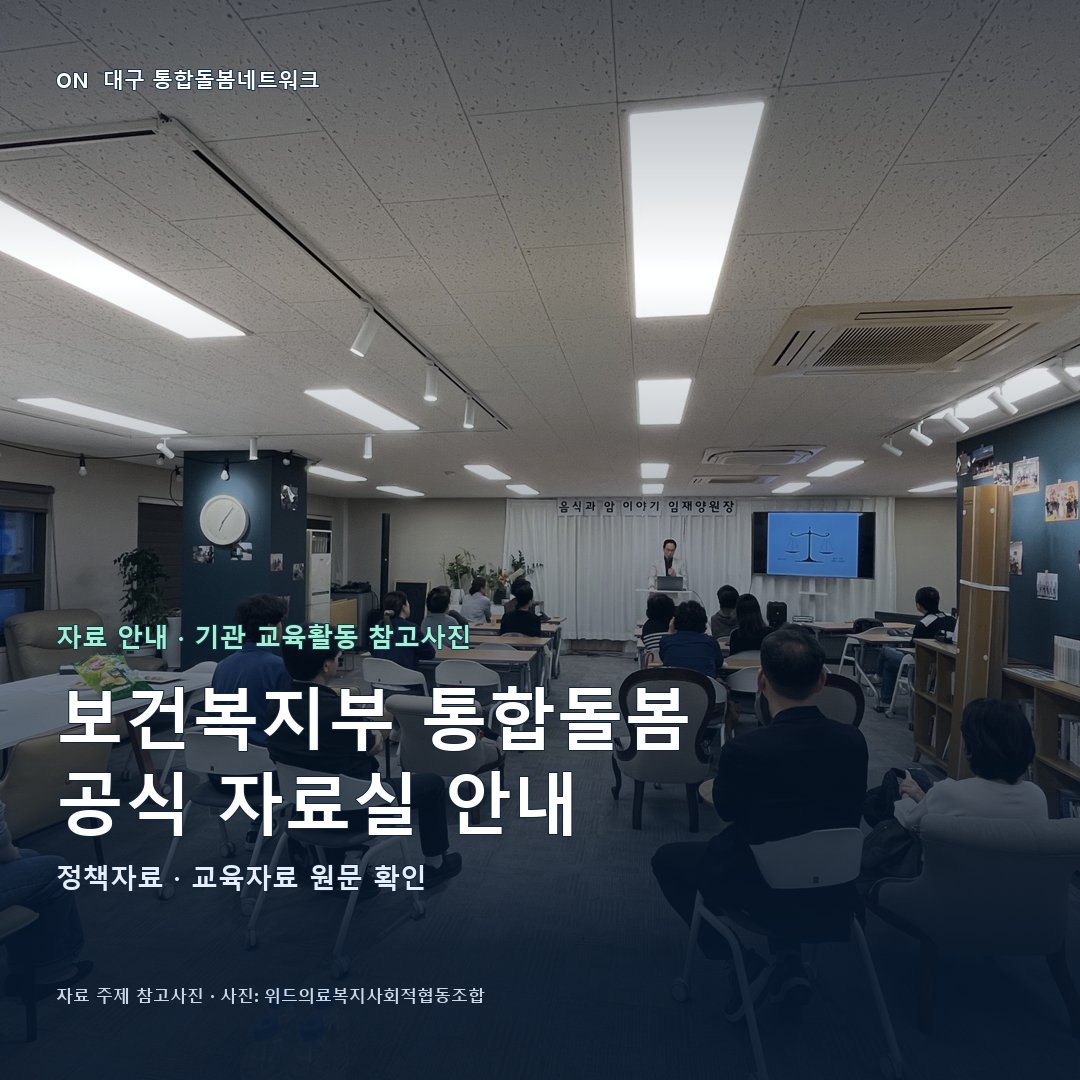 ON 대구 통합돌봄네트워크
음식과 암 이야기 임재양원장
자료 안내 · 기관 교육활동 참고사진
보건복지부 통합돌봄
공식 자료실 안내
정책자료 · 교육자료 원문 확인
자료 주제 참고사진 · 사진: 위드의료복지사회적협동조합